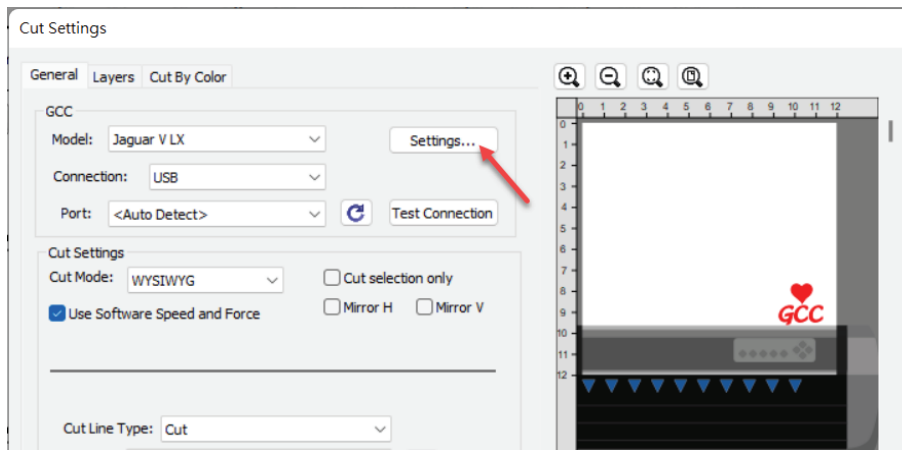 Cut Settings
General Layers Cut By Color
GCC
Model: Jaguar V LX Settings...
Connection: USB
Port: <Auto Detect> Test Connection
Cut Settings
Cut Mode: WYSIWYG Cut selection only
Use Software Speed and Force Mirror H Mirror V
Cut Line Type: Cut
0 1 2 3 4 5 6 7 8 9 10 11 12
0
1
2
3
4
5
6
7
8
9
10
11
12
GCC